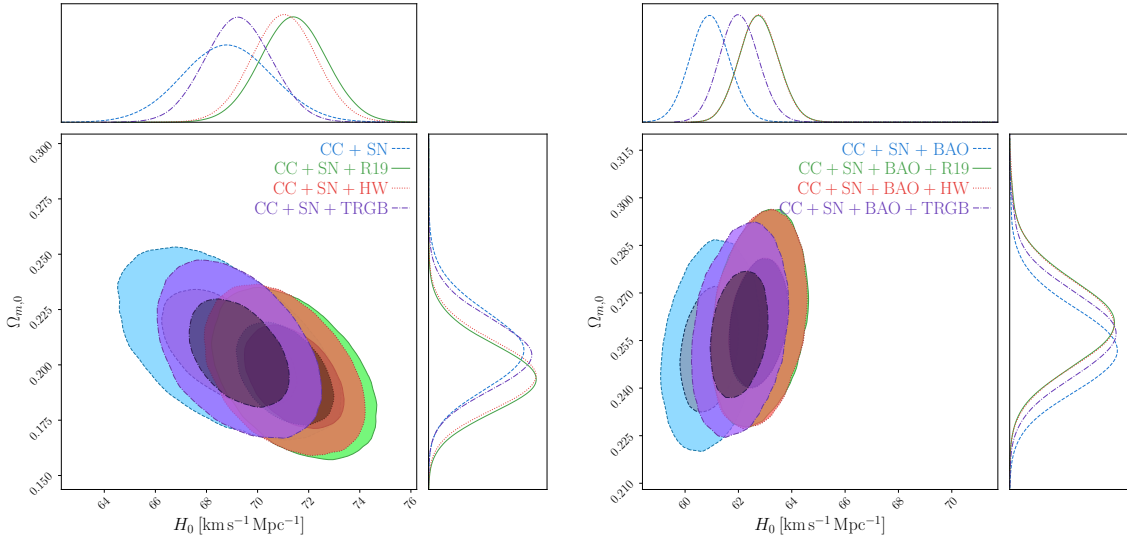 0.300
0.275
0.250
0.225
0.200
0.175
0.150
Ω_{m,0}
CC + SN
CC + SN + R19
CC + SN + HW
CC + SN + TRGB
64
66
68
70
72
74
76
H_0 [km s^{−1} Mpc^{−1}]
0.315
0.300
0.285
0.270
0.255
0.240
0.225
0.210
Ω_{m,0}
CC + SN + BAO
CC + SN + BAO + R19
CC + SN + BAO + HW
CC + SN + BAO + TRGB
60
62
64
66
68
70
H_0 [km s^{−1} Mpc^{−1}]